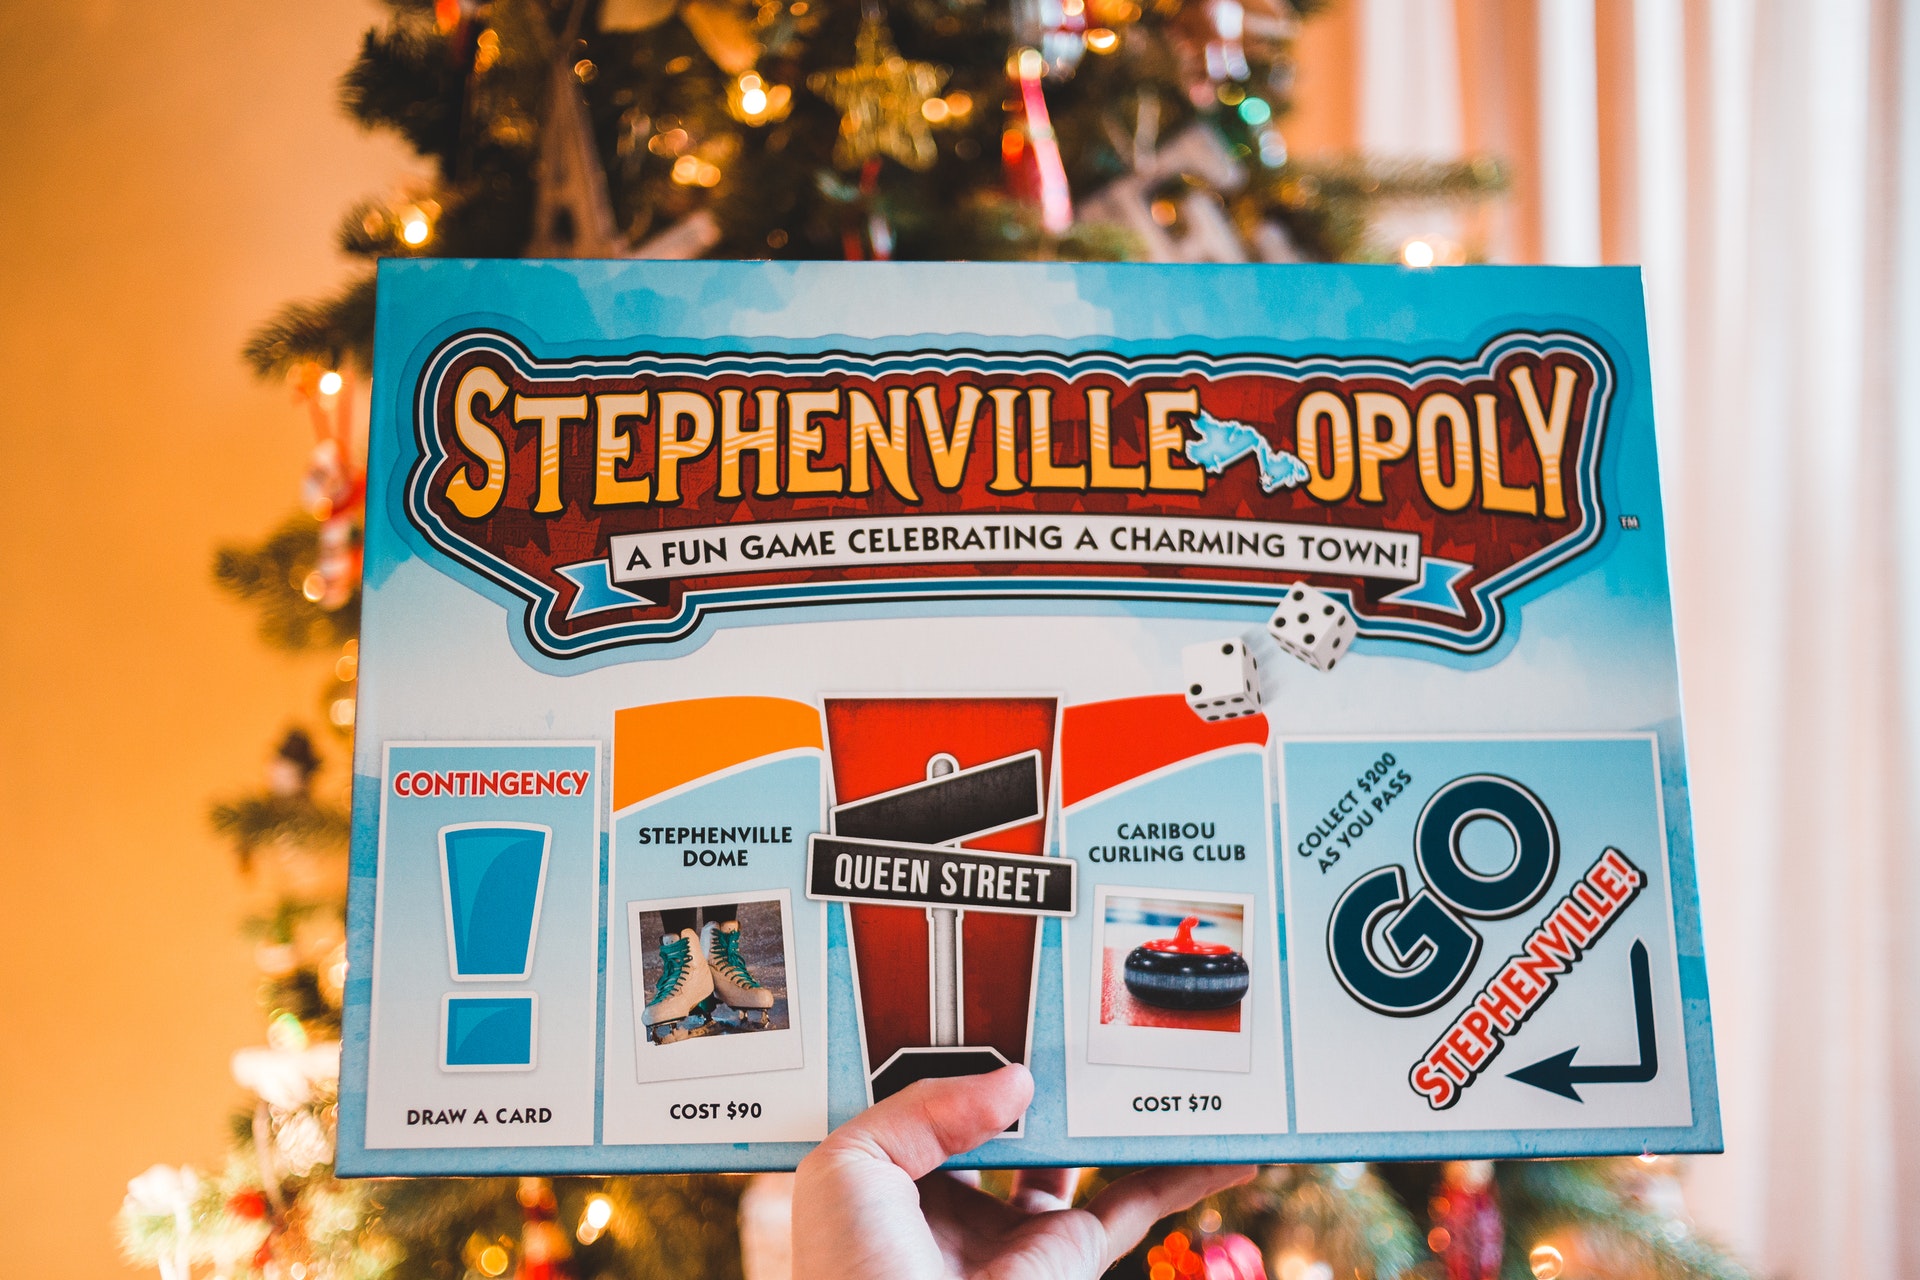 STEPHENVILLE OPOLY
TM
A FUN GAME CELEBRATING A CHARMING TOWN!
CONTINGENCY
!
DRAW A CARD
STEPHENVILLE
DOME
COST $90
QUEEN STREET
CARIBOU
CURLING CLUB
COST $70
COLLECT $200
AS YOU PASS
GO
STEPHENVILLE!